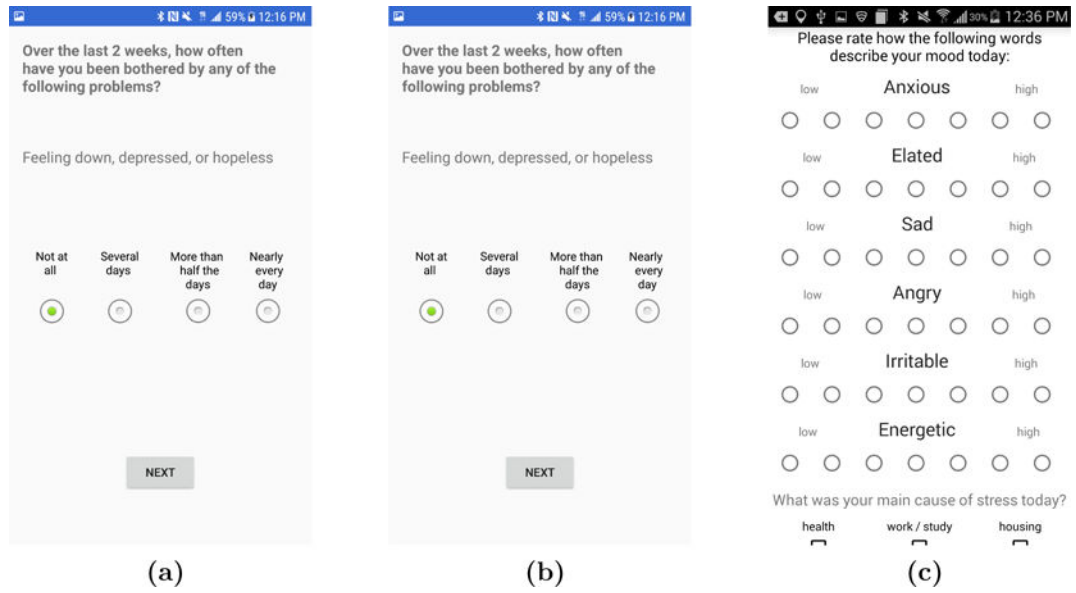 59% 12:16 PM
Over the last 2 weeks, how often
have you been bothered by any of the
following problems?
Feeling down, depressed, or hopeless
Not at all
Several days
More than half the days
Nearly every day
NEXT
(a)
59% 12:16 PM
Over the last 2 weeks, how often
have you been bothered by any of the
following problems?
Feeling down, depressed, or hopeless
Not at all
Several days
More than half the days
Nearly every day
NEXT
(b)
30% 12:36 PM
Please rate how the following words
describe your mood today:
low Anxious high
low Elated high
low Sad high
low Angry high
low Irritable high
low Energetic high
What was your main cause of stress today?
health work / study housing
(c)